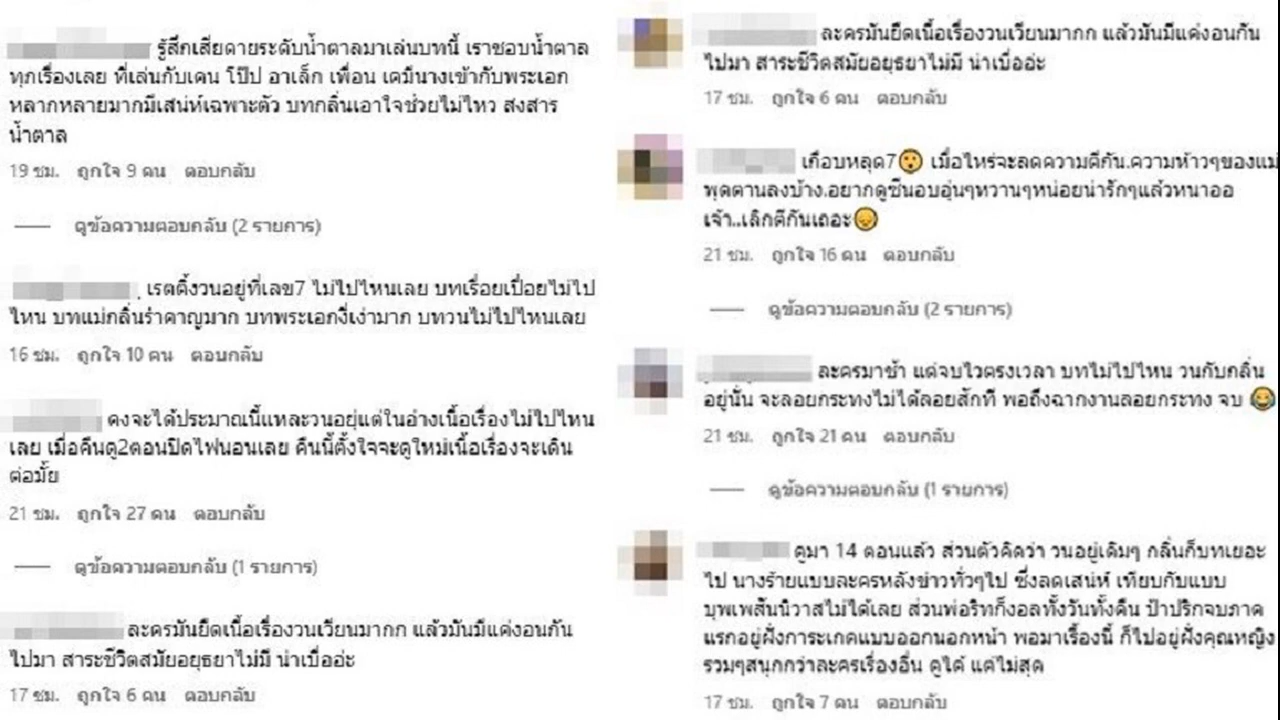 รู้สึกเสียดายระดับน้ำตาลมาเล่นบทนี้ เราชอบน้ำตาล
ทุกเรื่องเลย ที่เล่นกับเคน โป๊ป อาเล็ก เพื่อน เคมีนางเข้ากับพระเอก
หลากหลายมากมีเสน่ห์เฉพาะตัว บทกลิ่นเอาใจช่วยไม่ไหว สงสาร
น้ำตาล
19 ชม. ถูกใจ 9 คน ตอบกลับ
ดูข้อความตอบกลับ (2 รายการ)
เรตติ้งวนอยู่ที่เลข7 ไม่ไปไหนเลย บทเรื่อยเปื่อยไม่ไป
ไหน บทแม่กลิ่นรำคาญมาก บทพระเอกงี่เง่ามาก บทวนไม่ไปไหนเลย
16 ชม. ถูกใจ 10 คน ตอบกลับ
คงจะได้ประมาณนี้แหละวนอยุ่แต่ในอ่างเนื้อเรื่องไม่ไปไหน
เลย เมื่อคืนดู2ตอนปิดไฟนอนเลย คืนนี้ตั้งใจจะดูใหม่เนื้อเรื่องจะเดิน
ต่อมั้ย
21 ชม. ถูกใจ 27 คน ตอบกลับ
ดูข้อความตอบกลับ (1 รายการ)
ละครมันยืดเนื้อเรื่องวนเวียนมากก แล้วมันมีแค่งอนกัน
ไปมา สาระชีวิตสมัยอยุธยาไม่มี น่าเบื่ออ่ะ
17 ชม. ถูกใจ 6 คน ตอบกลับ
ละครมันยืดเนื้อเรื่องวนเวียนมากก แล้วมันมีแค่งอนกัน
ไปมา สาระชีวิตสมัยอยุธยาไม่มี น่าเบื่ออ่ะ
17 ชม. ถูกใจ 6 คน ตอบกลับ
เกือบหลุด7😮 เมื่อไหร่จะลดความตีกัน.ความห้าวๆของแม่
พุดตานลงบ้าง.อยากดูซีนอบอุ่นๆหวานๆหน่อยน่ารักๆแล้วหนาออ
เจ้า..เลิกตีกันเถอะ😞
21 ชม. ถูกใจ 16 คน ตอบกลับ
ดูข้อความตอบกลับ (2 รายการ)
ละครมาช้า แต่จบไวตรงเวลา บทไม่ไปไหน วนกับกลิ่น
อยู่นั่น จะลอยกระทงไม่ได้ลอยสักที พอถึงฉากงานลอยกระทง จบ 😂
21 ชม. ถูกใจ 21 คน ตอบกลับ
ดูข้อความตอบกลับ (1 รายการ)
ดูมา 14 ตอนแล้ว ส่วนตัวคิดว่า วนอยู่เดิมๆ กลิ่นก็บทเยอะ
ไป นางร้ายแบบละครหลังข่าวทั่วๆไป ซึ่งลดเสน่ห์ เทียบกับแบบ
บุพเพสันนิวาสไม่ได้เลย ส่วนพ่อริทก็งอลทั้งวันทั้งคืน ป้าปริกจบภาค
แรกอยู่ฝั่งการะเกดแบบออกนอกหน้า พอมาเรื่องนี้ ก็ไปอยู่ฝั่งคุณหญิง
รวมๆสนุกกว่าละครเรื่องอื่น ดูได้ แค่ไม่สุด
17 ชม. ถูกใจ 7 คน ตอบกลับ